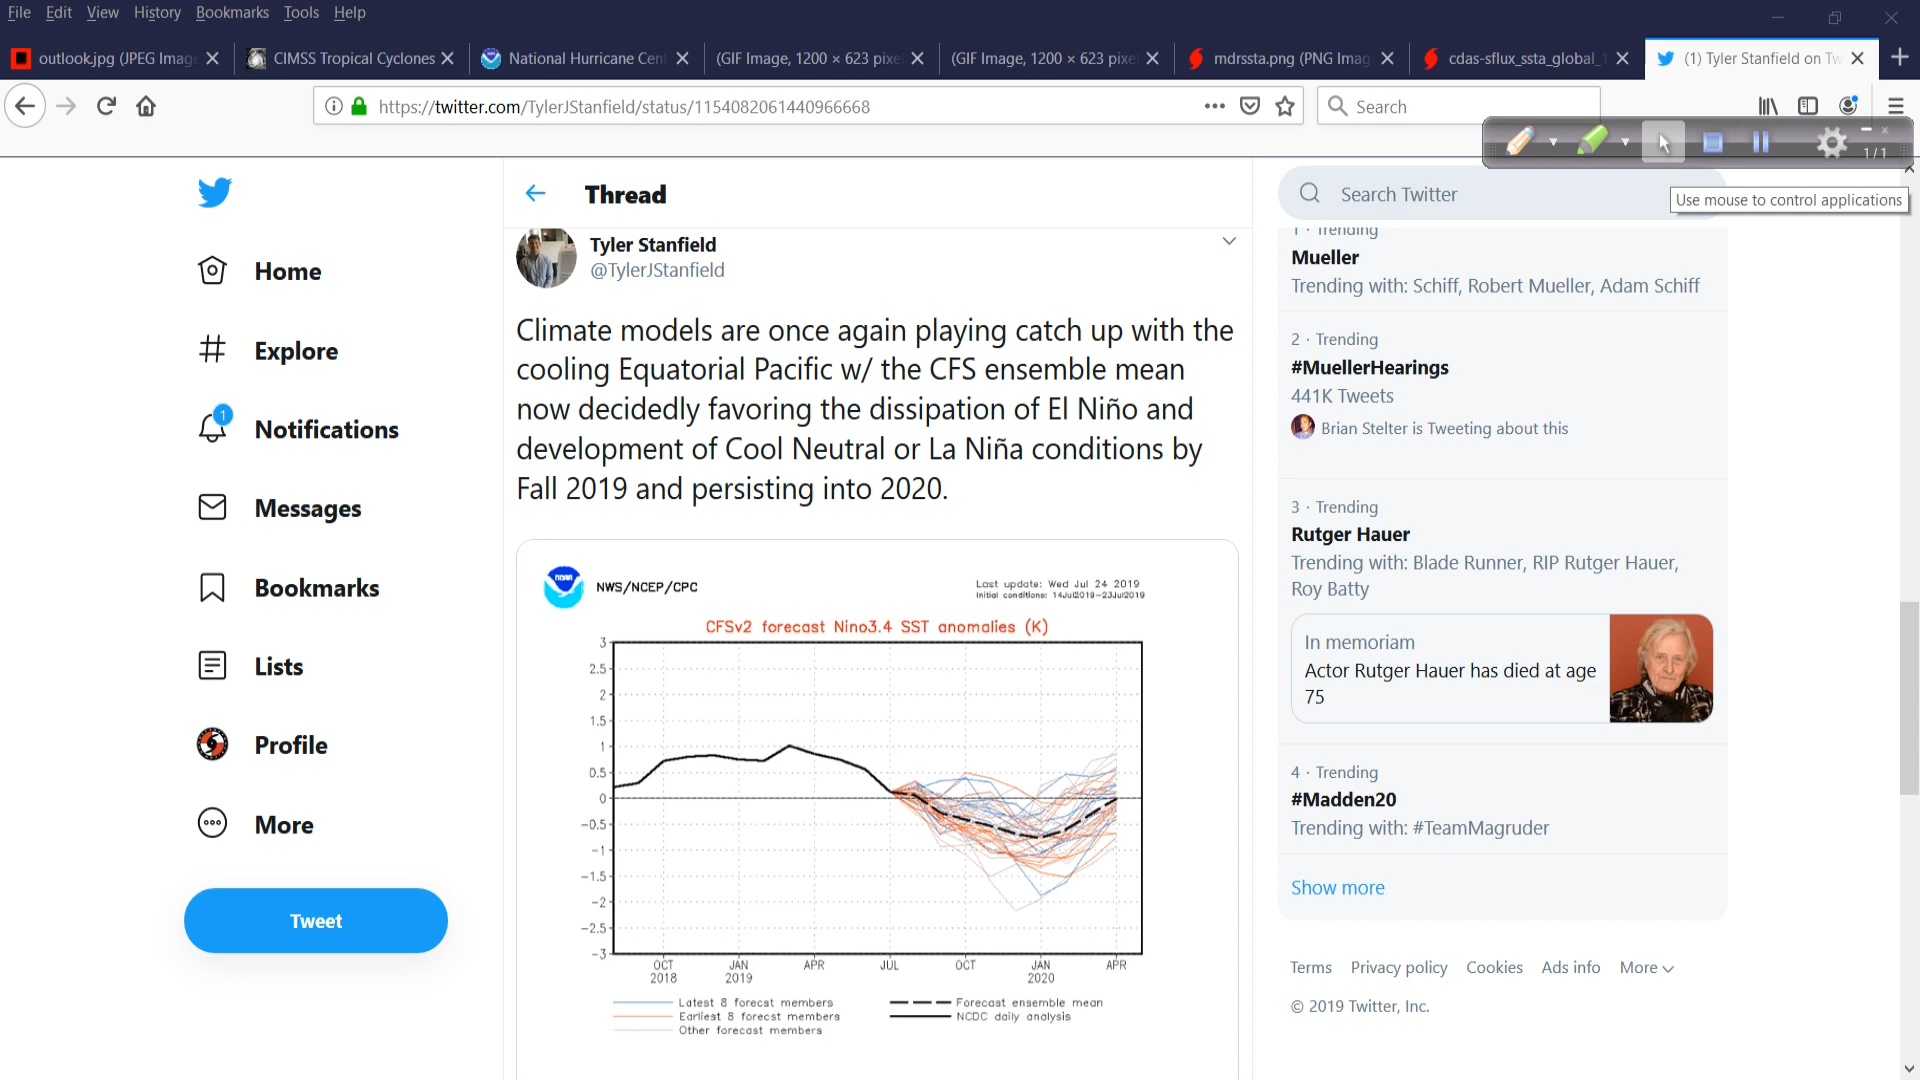 File Edit View History Bookmarks Tools Help
outlook.jpg (JPEG Imag
CIMSS Tropical Cyclones
National Hurricane Cen
(GIF Image, 1200 × 623 pixe
(GIF Image, 1200 × 623 pixe
mdrssta.png (PNG Imag
cdas-sflux_ssta_global_
(1) Tyler Stanfield on Tw
https://twitter.com/TylerJStanfield/status/1154082061440966668
Search
1/1
Use mouse to control applications
Home
Explore
1
Notifications
Messages
Bookmarks
Lists
Profile
More
Tweet
Thread
Tyler Stanfield
@TylerJStanfield
Climate models are once again playing catch up with the
cooling Equatorial Pacific w/ the CFS ensemble mean
now decidedly favoring the dissipation of El Niño and
development of Cool Neutral or La Niña conditions by
Fall 2019 and persisting into 2020.
NOAA
NWS/NCEP/CPC
Last update: Wed Jul 24 2019
Initial conditions: 14Jul2019–23Jul2019
CFSv2 forecast Nino3.4 SST anomalies (K)
3
2.5
2
1.5
1
0.5
0
−0.5
−1
−1.5
−2
−2.5
−3
OCT JAN APR JUL OCT JAN APR
2018 2019 2020
Latest 8 forecst members
Earliest 8 forecst members
Other forecast members
Forecast ensemble mean
NCDC daily analysis
Search Twitter
1 · Trending
Mueller
Trending with: Schiff, Robert Mueller, Adam Schiff
2 · Trending
#MuellerHearings
441K Tweets
Brian Stelter is Tweeting about this
3 · Trending
Rutger Hauer
Trending with: Blade Runner, RIP Rutger Hauer,
Roy Batty
In memoriam
Actor Rutger Hauer has died at age
75
4 · Trending
#Madden20
Trending with: #TeamMagruder
Show more
Terms Privacy policy Cookies Ads info More
© 2019 Twitter, Inc.